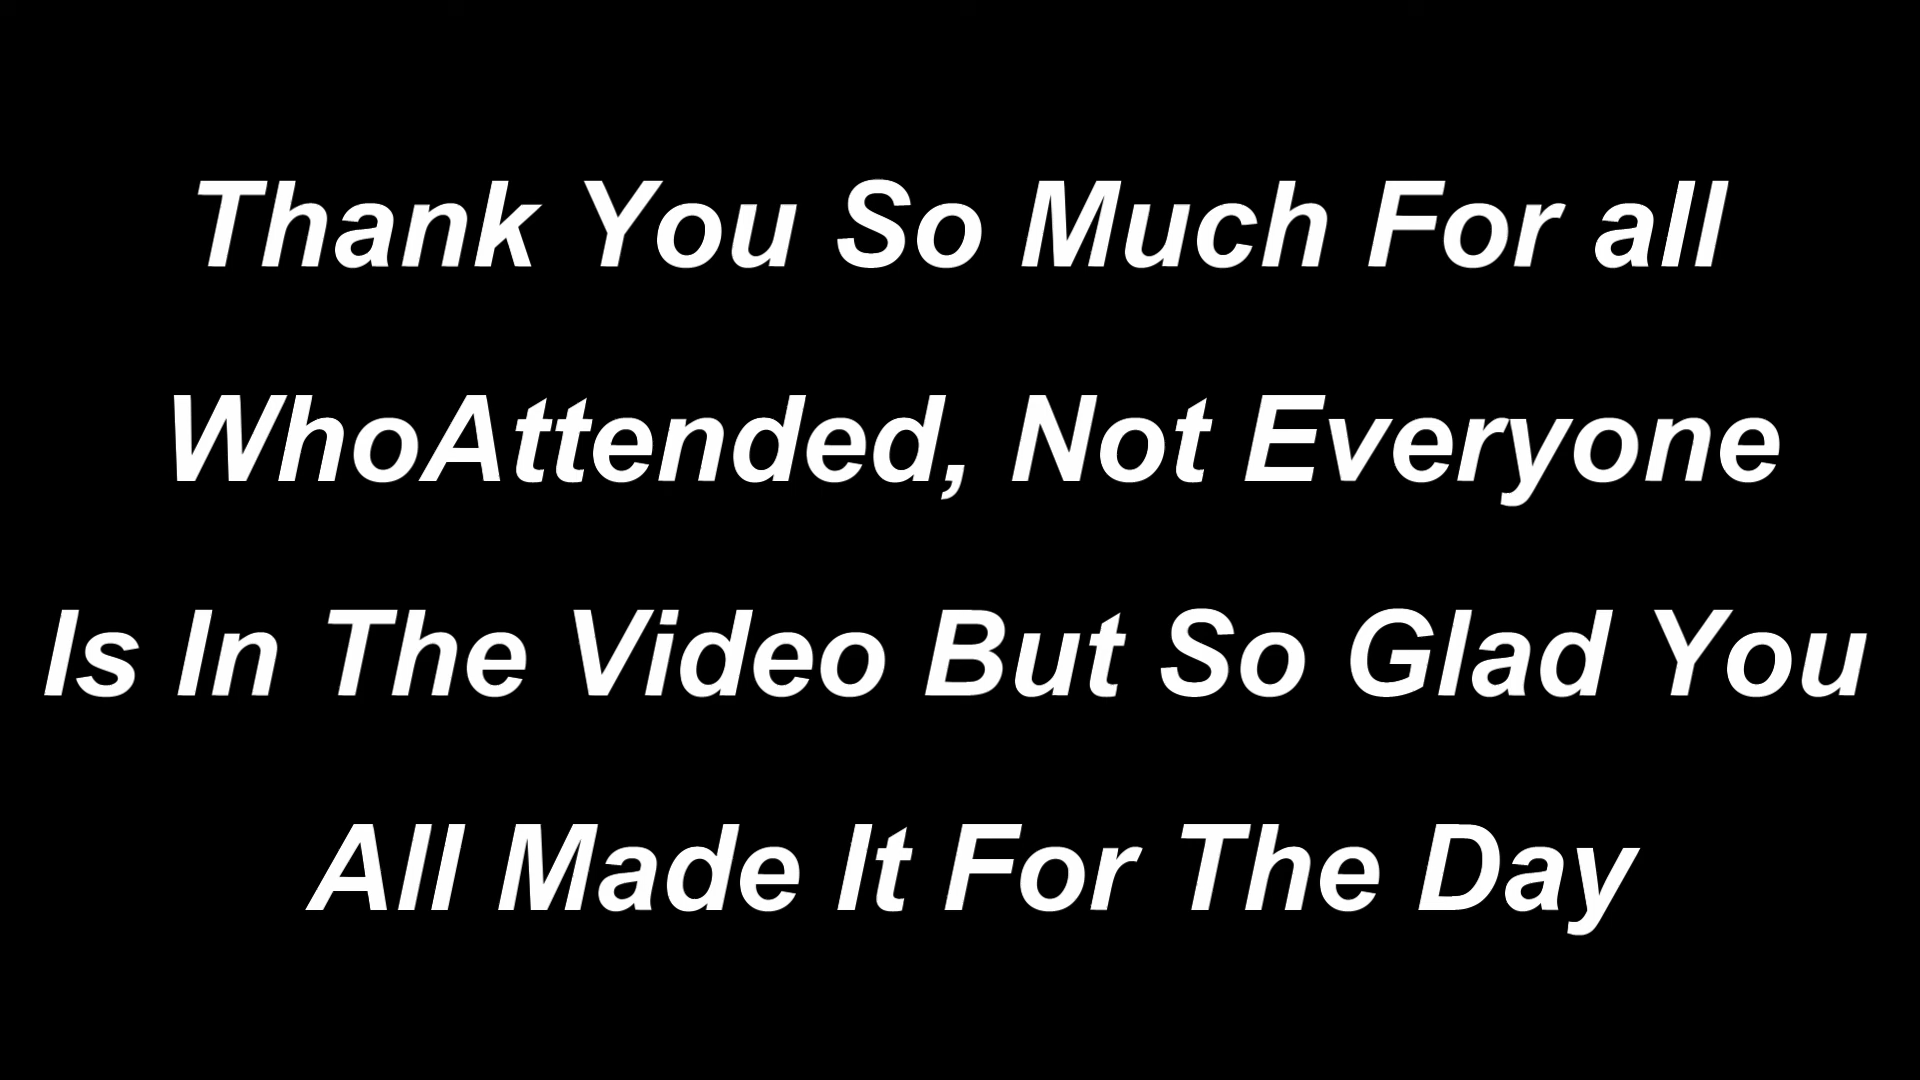 Thank You So Much For all
WhoAttended, Not Everyone
Is In The Video But So Glad You
All Made It For The Day